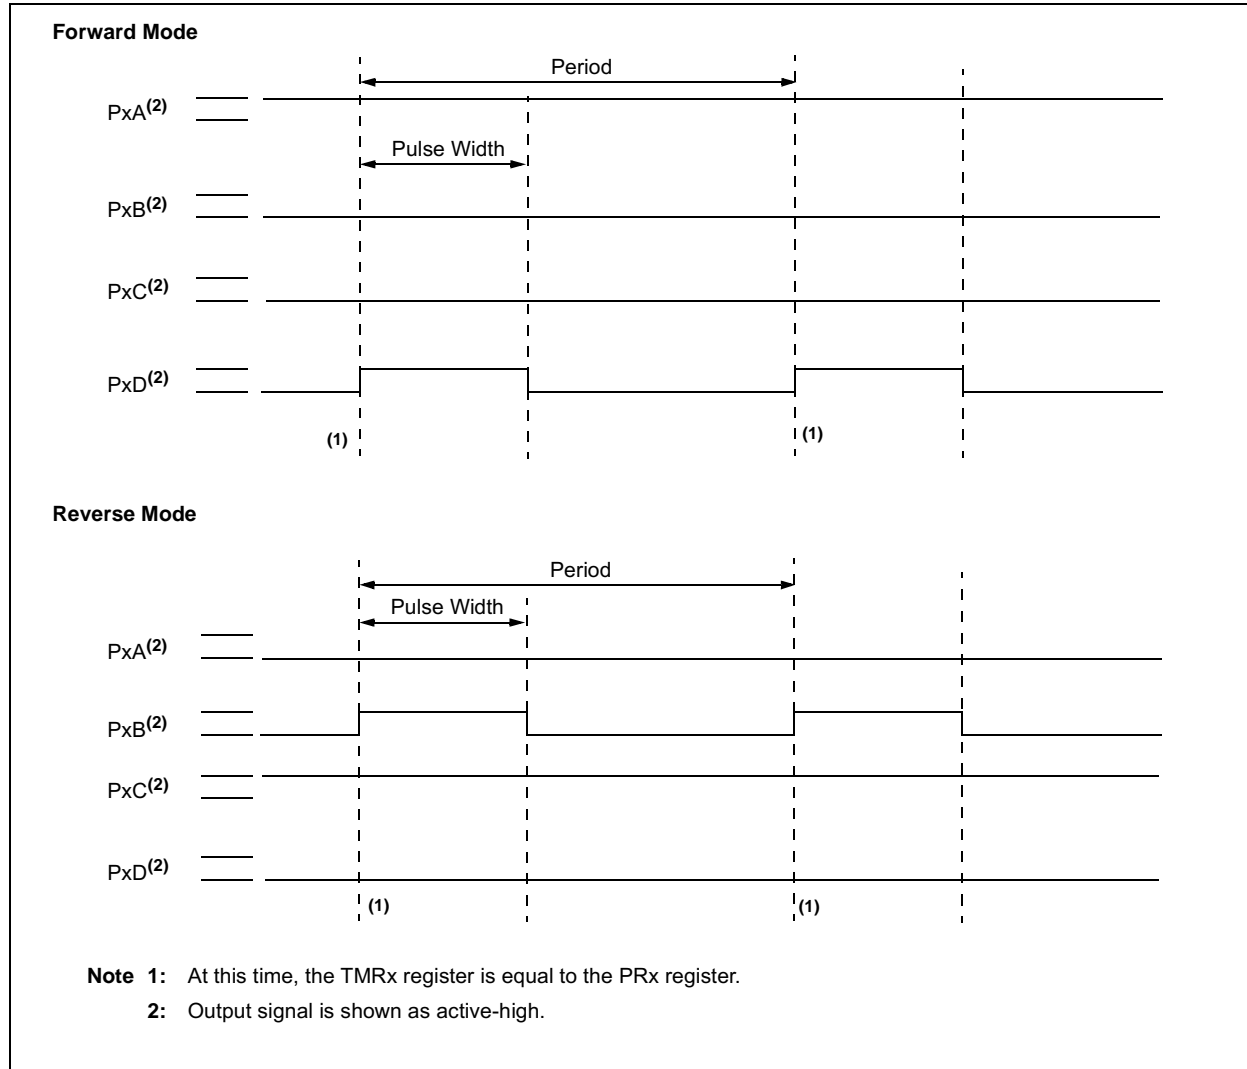 Forward Mode
Period
PxA(2)
Pulse Width
PxB(2)
PxC(2)
PxD(2)
(1)
(1)
Reverse Mode
Period
Pulse Width
PxA(2)
PxB(2)
PxC(2)
PxD(2)
(1)
(1)
Note 1: At this time, the TMRx register is equal to the PRx register.
2: Output signal is shown as active-high.